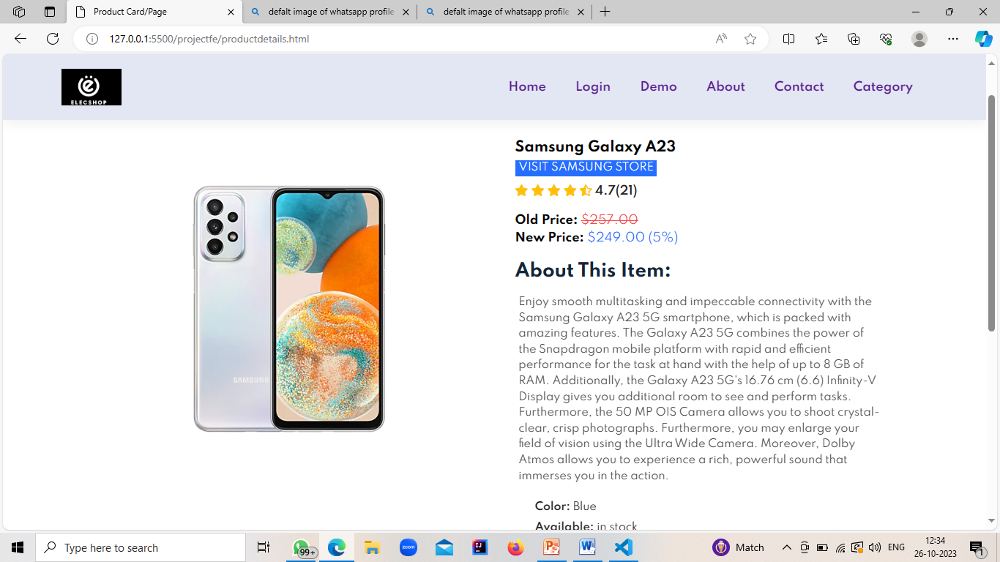 Product Card/Page
defalt image of whatsapp profile
defalt image of whatsapp profile
127.0.0.1:5500/projectfe/productdetails.html
ELECSHOP
Home Login Demo About Contact Category
Samsung Galaxy A23
VISIT SAMSUNG STORE
4.7(21)
Old Price: $257.00
New Price: $249.00 (5%)
About This Item:
Enjoy smooth multitasking and impeccable connectivity with the
Samsung Galaxy A23 5G smartphone, which is packed with
amazing features. The Galaxy A23 5G combines the power of
the Snapdragon mobile platform with rapid and efficient
performance for the task at hand with the help of up to 8 GB of
RAM. Additionally, the Galaxy A23 5G's 16.76 cm (6.6) Infinity-V
Display gives you additional room to see and perform tasks.
Furthermore, the 50 MP OIS Camera allows you to shoot crystal-
clear, crisp photographs. Furthermore, you may enlarge your
field of vision using the Ultra Wide Camera. Moreover, Dolby
Atmos allows you to experience a rich, powerful sound that
immerses you in the action.
SAMSUNG
Color: Blue
Available: in stock
Type here to search
99+
zoom
IJ
Match
ENG
12:34
26-10-2023
1